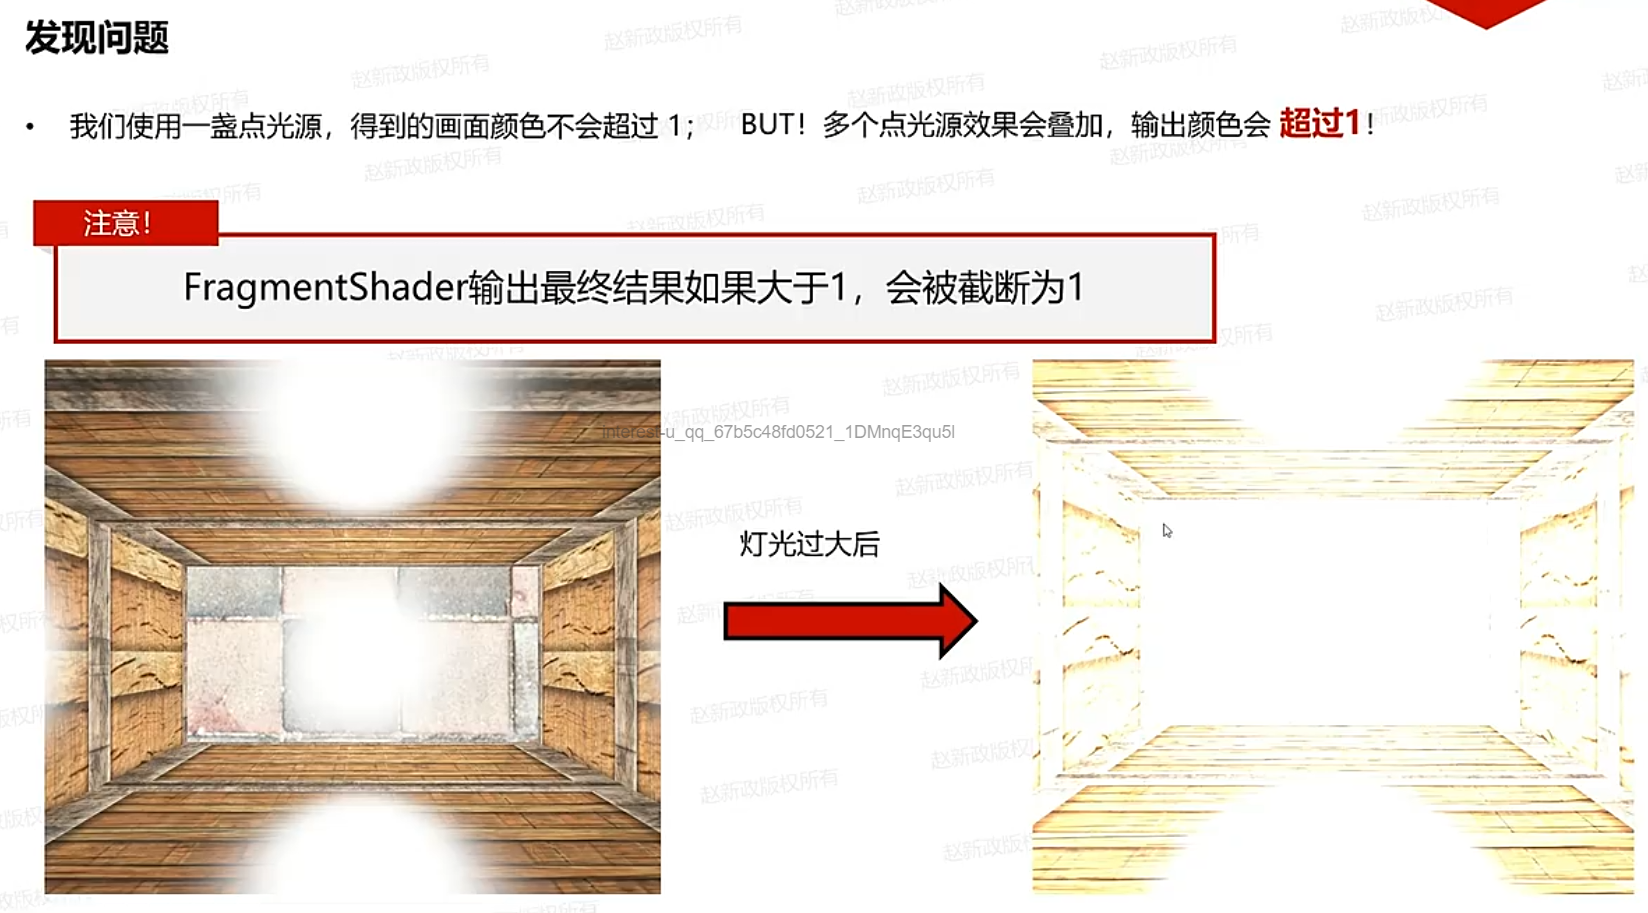 发现问题
• 我们使用一盏点光源，得到的画面颜色不会超过 1； BUT！多个点光源效果会叠加，输出颜色会 超过1！
注意！
FragmentShader输出最终结果如果大于1，会被截断为1
interest-u_qq_67b5c48fd0521_1DMnqE3qu5l
灯光过大后
赵新政版权所有